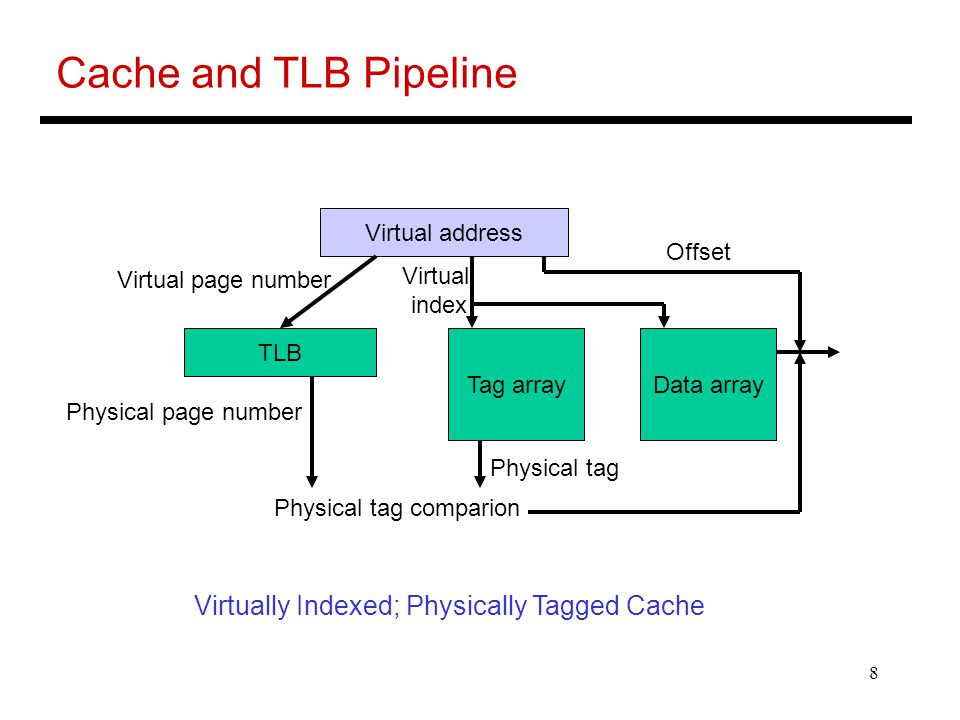 Cache and TLB Pipeline
Virtual address
Offset
Virtual page number
Virtual
index
TLB
Tag array
Data array
Physical page number
Physical tag
Physical tag comparion
Virtually Indexed; Physically Tagged Cache
8